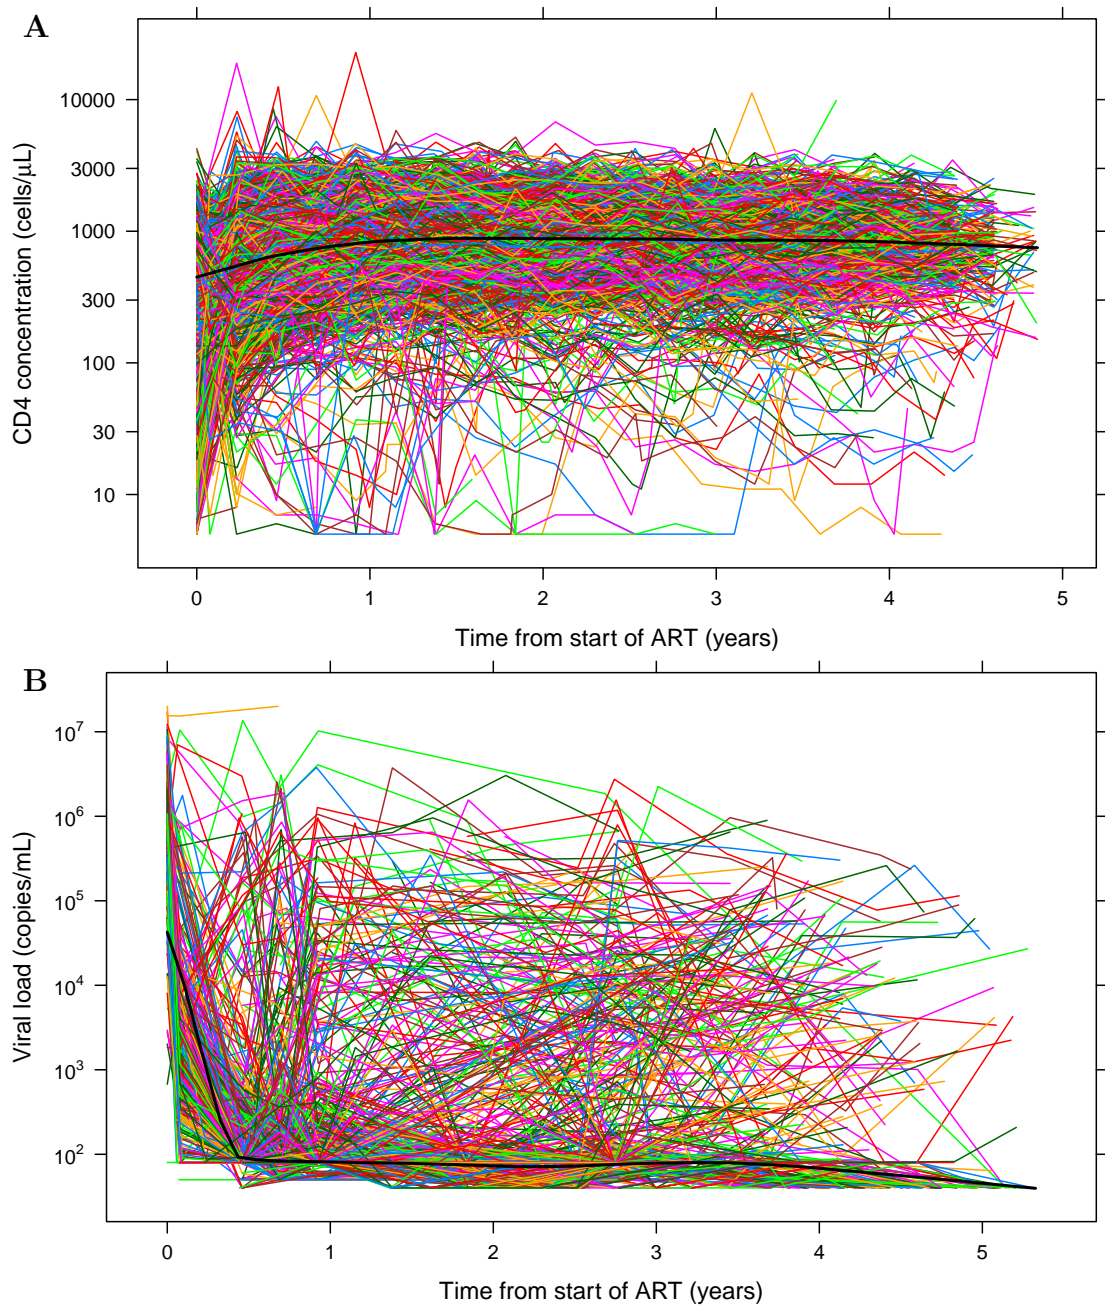 A
10000
3000
1000
300
100
30
10
CD4 concentration (cells/µL)
0 1 2 3 4 5
Time from start of ART (years)
B
10⁷
10⁶
10⁵
10⁴
10³
10²
Viral load (copies/mL)
0 1 2 3 4 5
Time from start of ART (years)